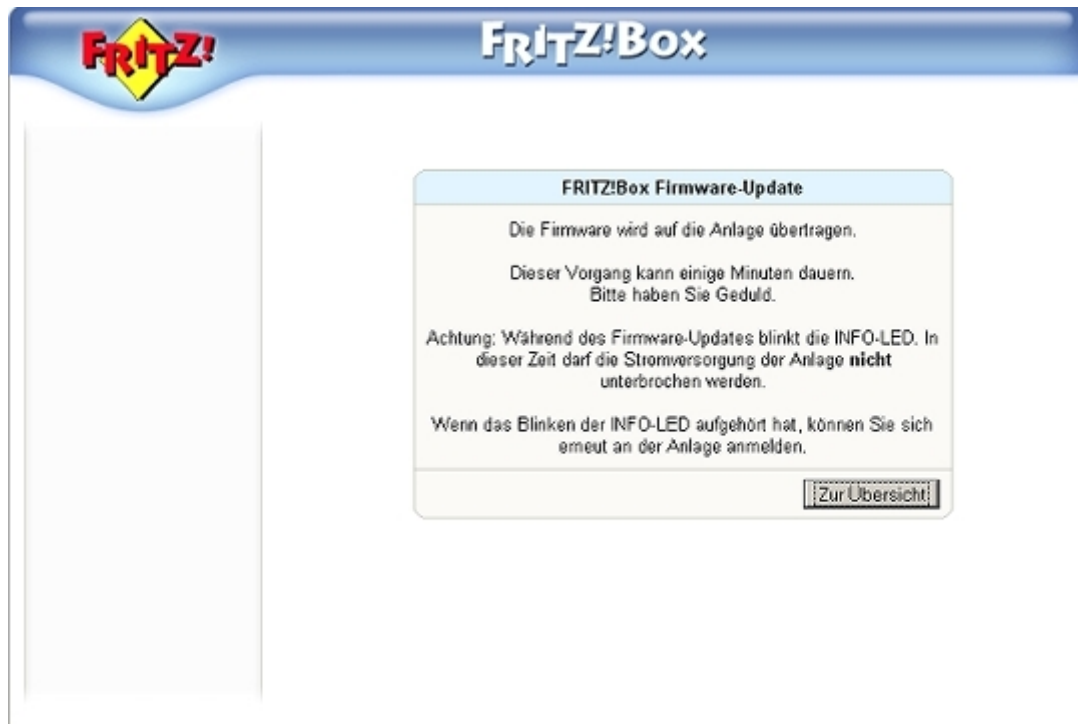 FRITZ!
FRITZ!Box
FRITZ!Box Firmware-Update
Die Firmware wird auf die Anlage übertragen.
Dieser Vorgang kann einige Minuten dauern.
Bitte haben Sie Geduld.
Achtung: Während des Firmware-Updates blinkt die INFO-LED. In
dieser Zeit darf die Stromversorgung der Anlage nicht
unterbrochen werden.
Wenn das Blinken der INFO-LED aufgehört hat, können Sie sich
erneut an der Anlage anmelden.
Zur Übersicht